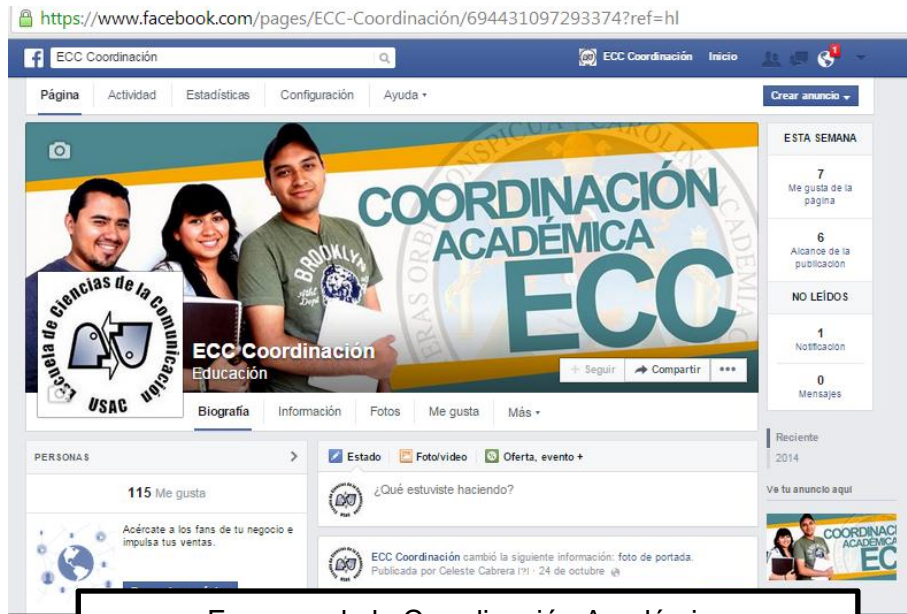 https://www.facebook.com/pages/ECC-Coordinación/694431097293374?ref=hl
ECC Coordinación
ECC Coordinación Inicio
1
Página Actividad Estadísticas Configuración Ayuda
Crear anuncio
COORDINACIÓN
ACADÉMICA
ECC
BROOKLYN
Escuela de Ciencias de la Comunicación
USAC
ECC Coordinación
Educación
+ Seguir Compartir
Biografía Información Fotos Me gusta Más
ESTA SEMANA
7
Me gusta de la
página
6
Alcance de la
publicación
NO LEÍDOS
1
Notificación
0
Mensajes
Reciente
2014
Ve tu anuncio aquí
COORDINACI
ACADÉMICA
EC
PERSONAS
115 Me gusta
Acércate a los fans de tu negocio e
impulsa tus ventas.
Estado Foto/video Oferta, evento +
¿Qué estuviste haciendo?
ECC Coordinación cambió la siguiente información: foto de portada.
Publicada por Celeste Cabrera [?] · 24 de octubre